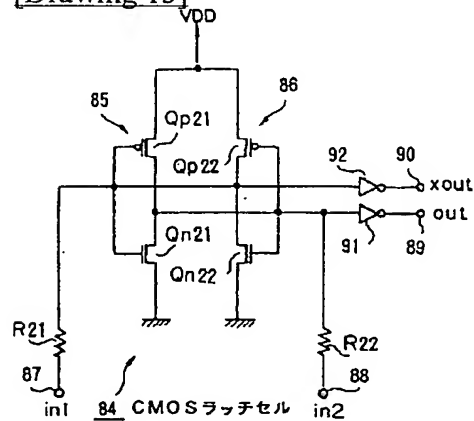 [Drawing 15]
VDD
85
86
Qp21
Qp22
92
90
xout
out
Qn21
91
89
Qn22
R21
R22
87
88
in1
84 CMOSラッチセル
in2